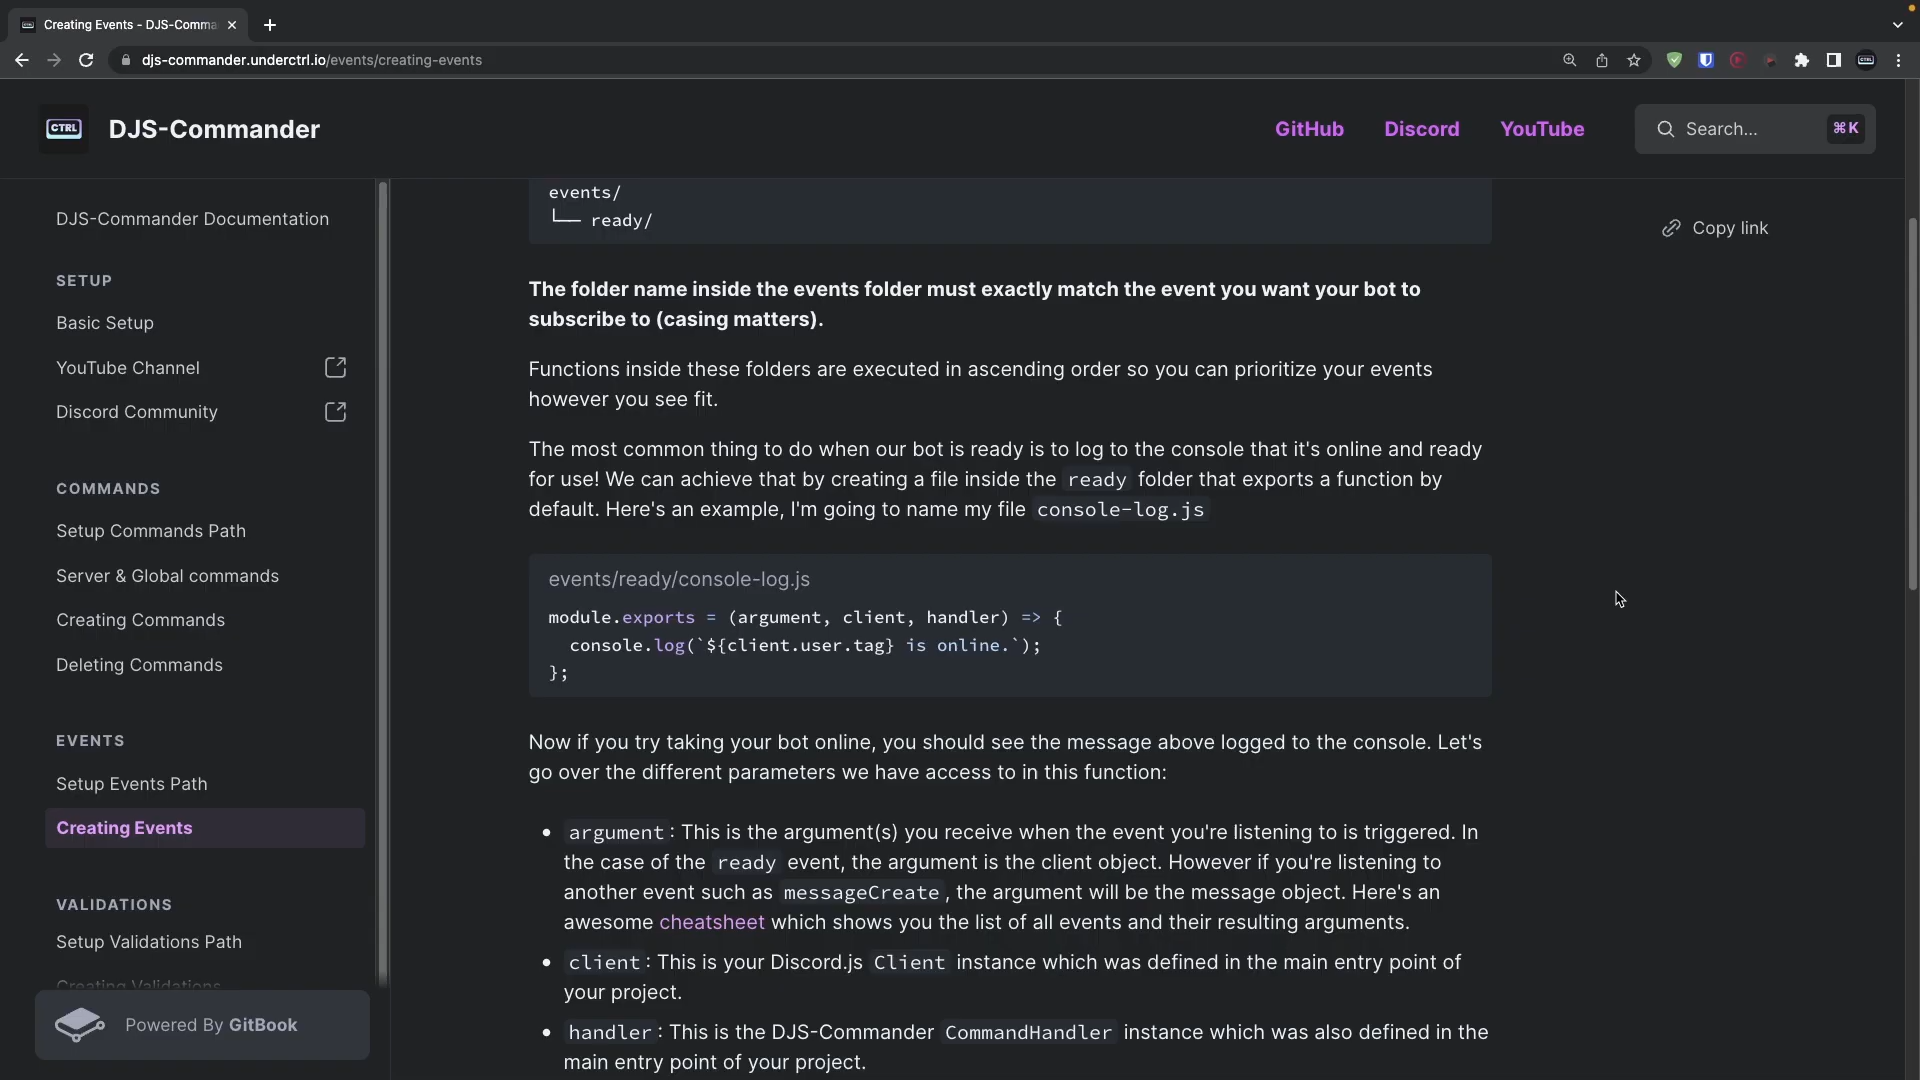 Creating Events - DJS-Comma
djs-commander.underctrl.io/events/creating-events
CTRL
DJS-Commander
GitHub
Discord
YouTube
Search...
⌘K
DJS-Commander Documentation
SETUP
Basic Setup
YouTube Channel
Discord Community
COMMANDS
Setup Commands Path
Server & Global commands
Creating Commands
Deleting Commands
EVENTS
Setup Events Path
Creating Events
VALIDATIONS
Setup Validations Path
Creating Validations
Powered By GitBook
events/
└── ready/
The folder name inside the events folder must exactly match the event you want your bot to
subscribe to (casing matters).
Functions inside these folders are executed in ascending order so you can prioritize your events
however you see fit.
The most common thing to do when our bot is ready is to log to the console that it's online and ready
for use! We can achieve that by creating a file inside the ready folder that exports a function by
default. Here's an example, I'm going to name my file console-log.js
events/ready/console-log.js
module.exports = (argument, client, handler) => {
  console.log(`${client.user.tag} is online.`);
};
Now if you try taking your bot online, you should see the message above logged to the console. Let's
go over the different parameters we have access to in this function:
• argument: This is the argument(s) you receive when the event you're listening to is triggered. In
the case of the ready event, the argument is the client object. However if you're listening to
another event such as messageCreate, the argument will be the message object. Here's an
awesome cheatsheet which shows you the list of all events and their resulting arguments.
• client: This is your Discord.js Client instance which was defined in the main entry point of
your project.
• handler: This is the DJS-Commander CommandHandler instance which was also defined in the
main entry point of your project.
Copy link